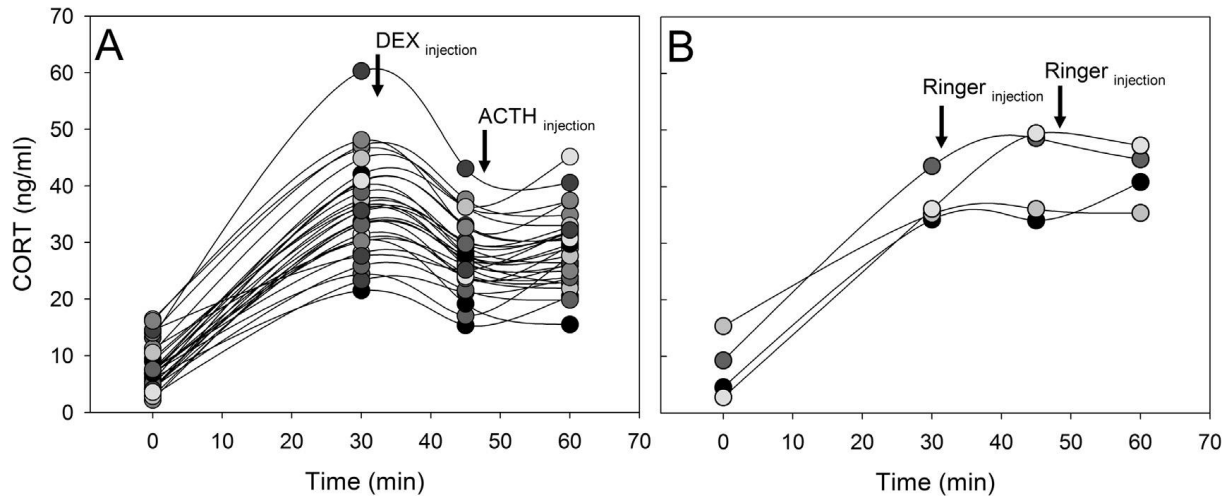 A
B
DEX injection
ACTH injection
Ringer injection
Ringer injection
CORT (ng/ml)
70
60
50
40
30
20
10
0
0 10 20 30 40 50 60 70
0 10 20 30 40 50 60 70
Time (min)
Time (min)